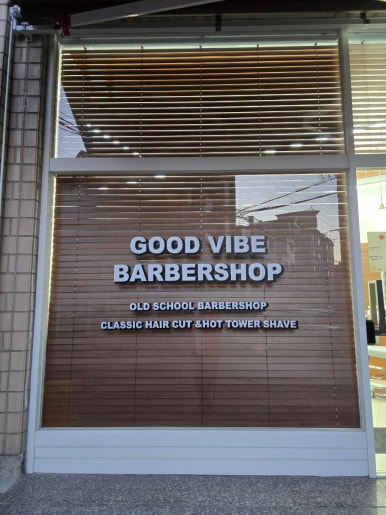 GOOD VIBE
BARBERSHOP
OLD SCHOOL BARBERSHOP
CLASSIC HAIR CUT &HOT TOWER SHAVE